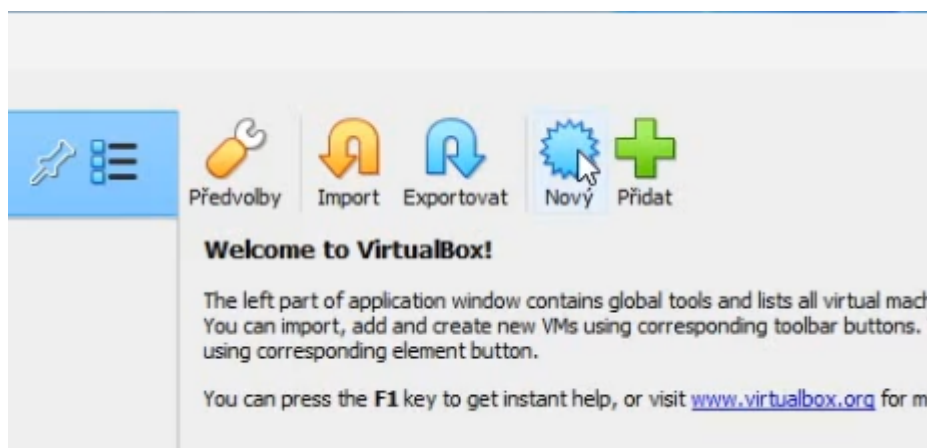 Předvolby Import Exportovat Nový Přidat
Welcome to VirtualBox!
The left part of application window contains global tools and lists all virtual
You can import, add and create new VMs using corresponding toolbar buttons.
using corresponding element button.
You can press the F1 key to get instant help, or visit www.virtualbox.org for